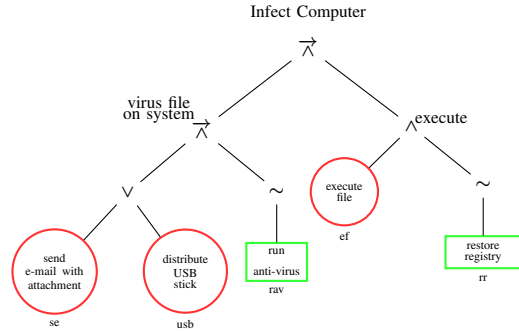 Infect Computer
virus file
on system
execute
execute
file
ef
send
e-mail with
attachment
se
distribute
USB
stick
usb
run
anti-virus
rav
restore
registry
rr